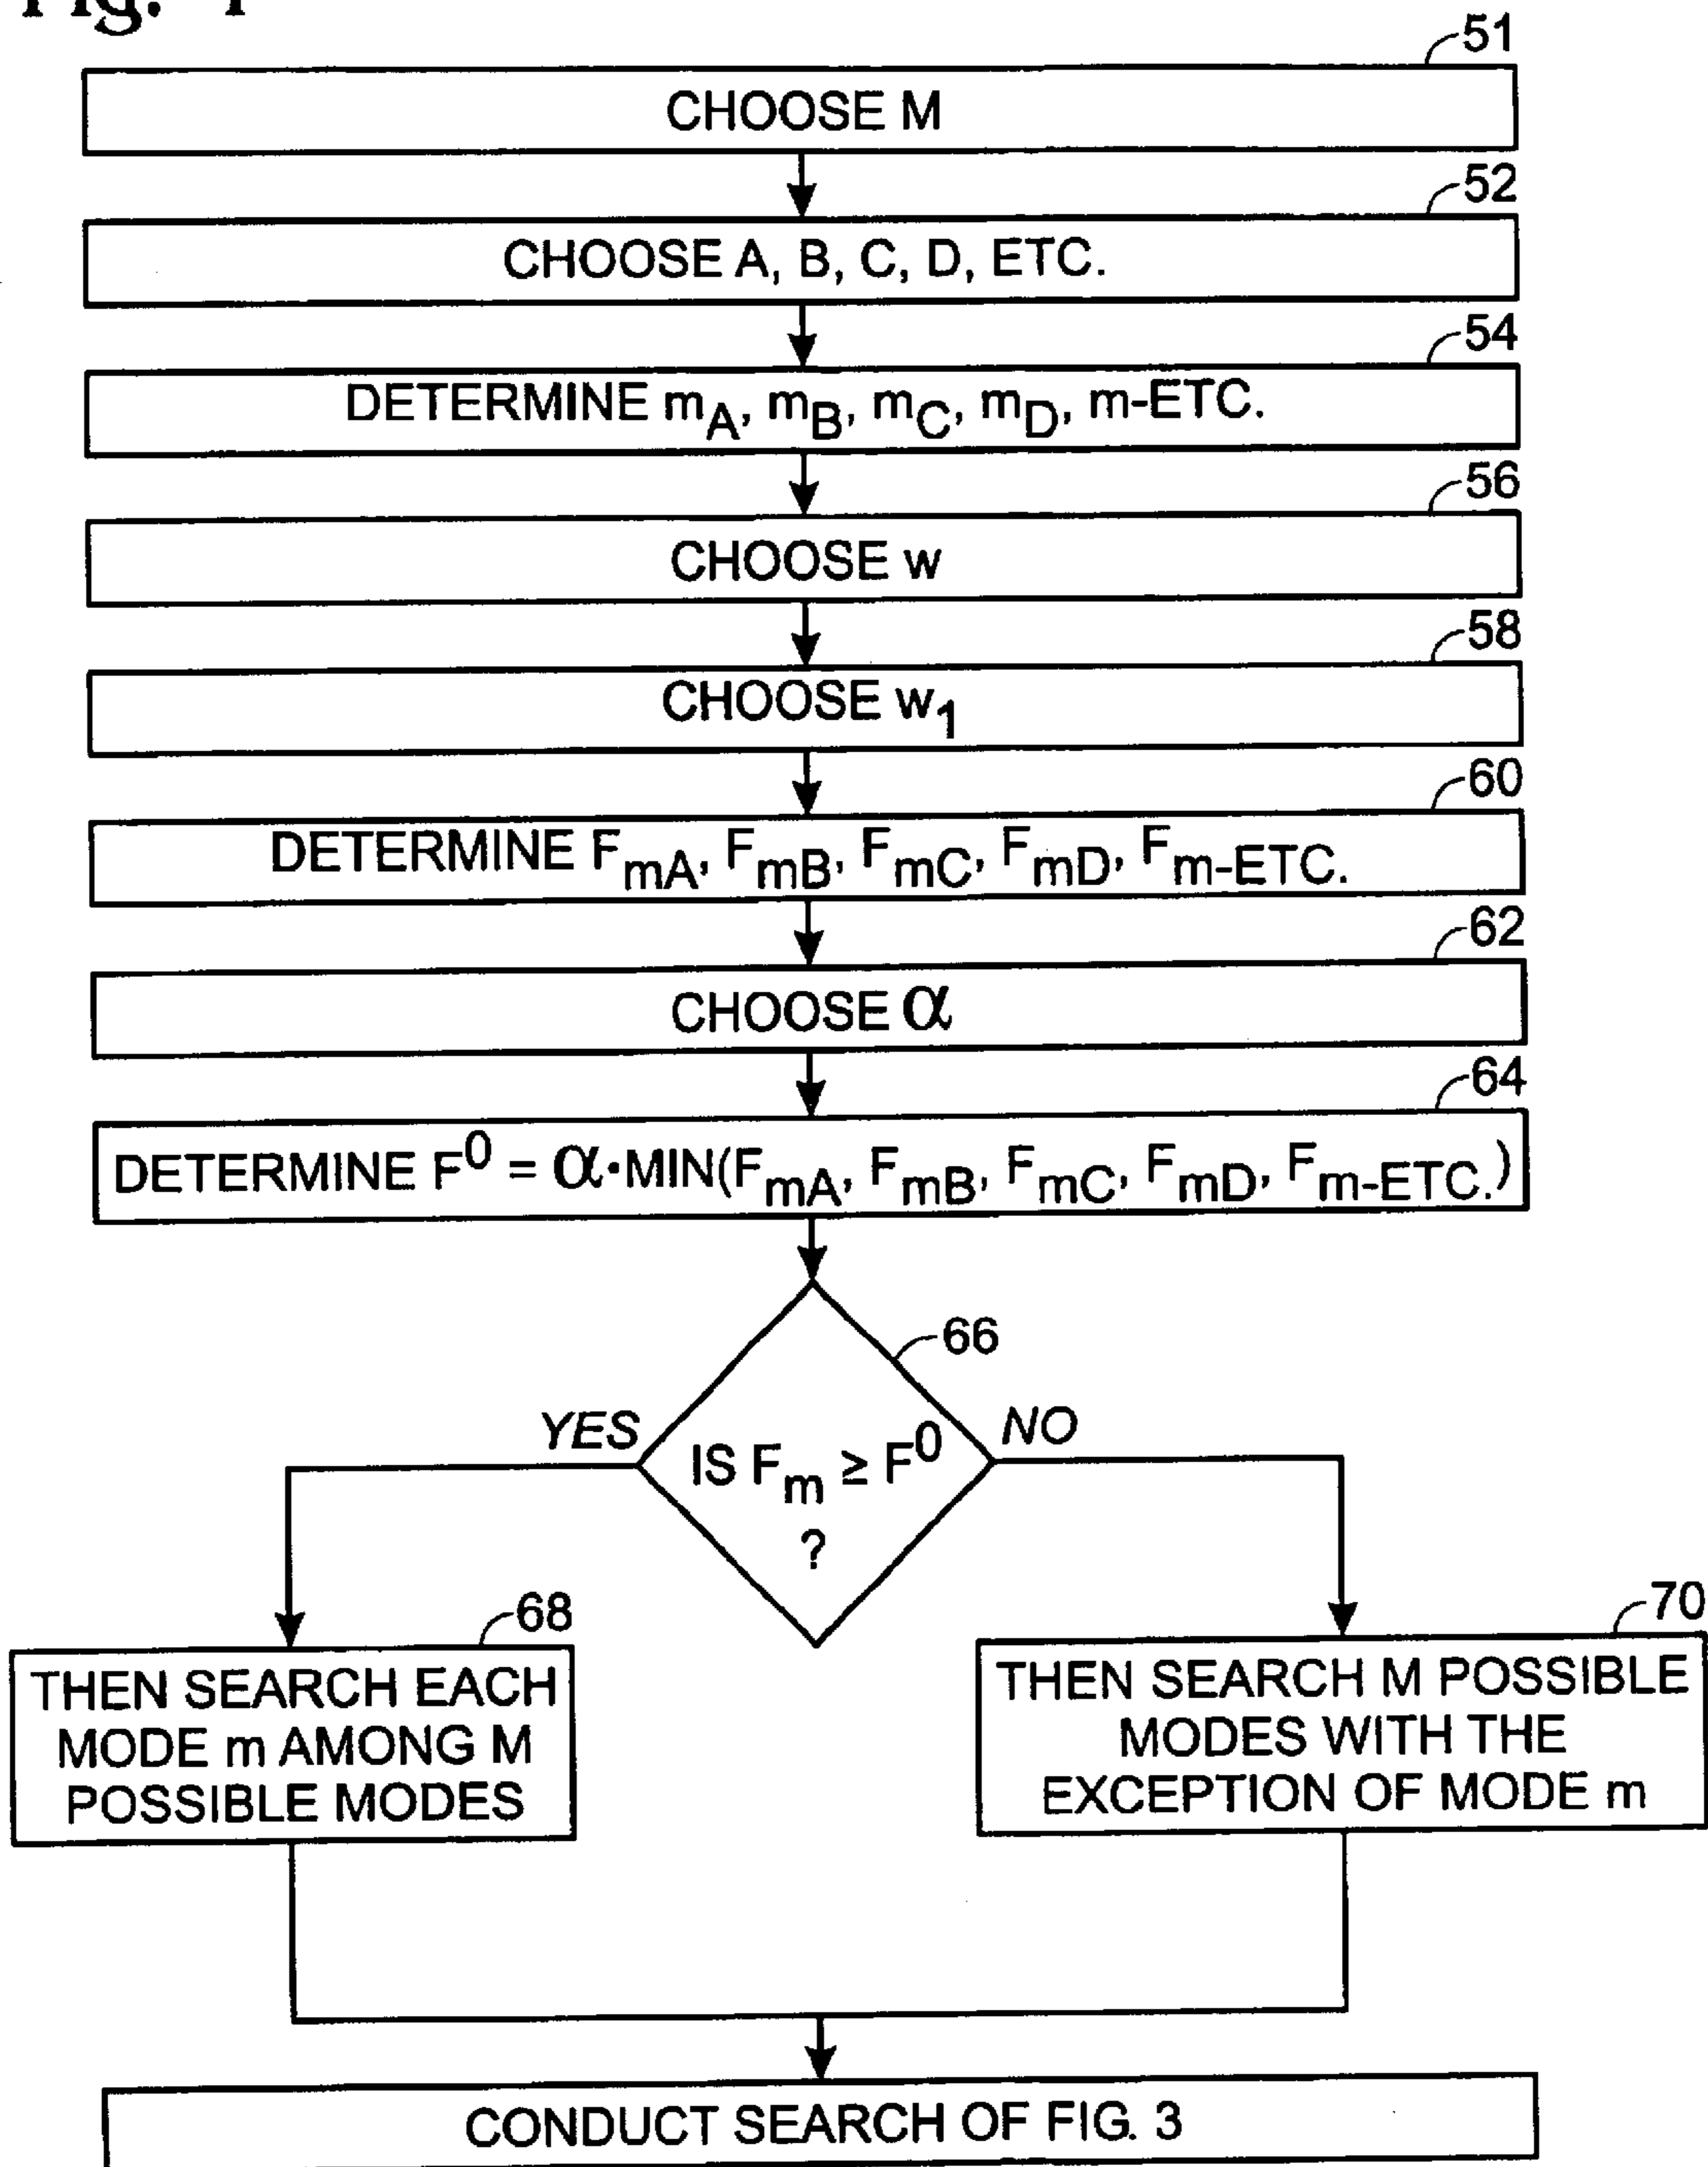 Fig.
51
CHOOSE M
52
CHOOSE A, B, C, D, ETC.
54
DETERMINE mA, mB, mC, mD, m-ETC.
56
CHOOSE w
58
CHOOSE w1
60
DETERMINE FmA, FmB, FmC, FmD, Fm-ETC.
62
CHOOSE α
64
DETERMINE F⁰ = α·MIN(FmA, FmB, FmC, FmD, Fm-ETC.)
66
YES
NO
IS Fm ≥ F⁰
?
68
THEN SEARCH EACH
MODE m AMONG M
POSSIBLE MODES
70
THEN SEARCH M POSSIBLE
MODES WITH THE
EXCEPTION OF MODE m
CONDUCT SEARCH OF FIG. 3